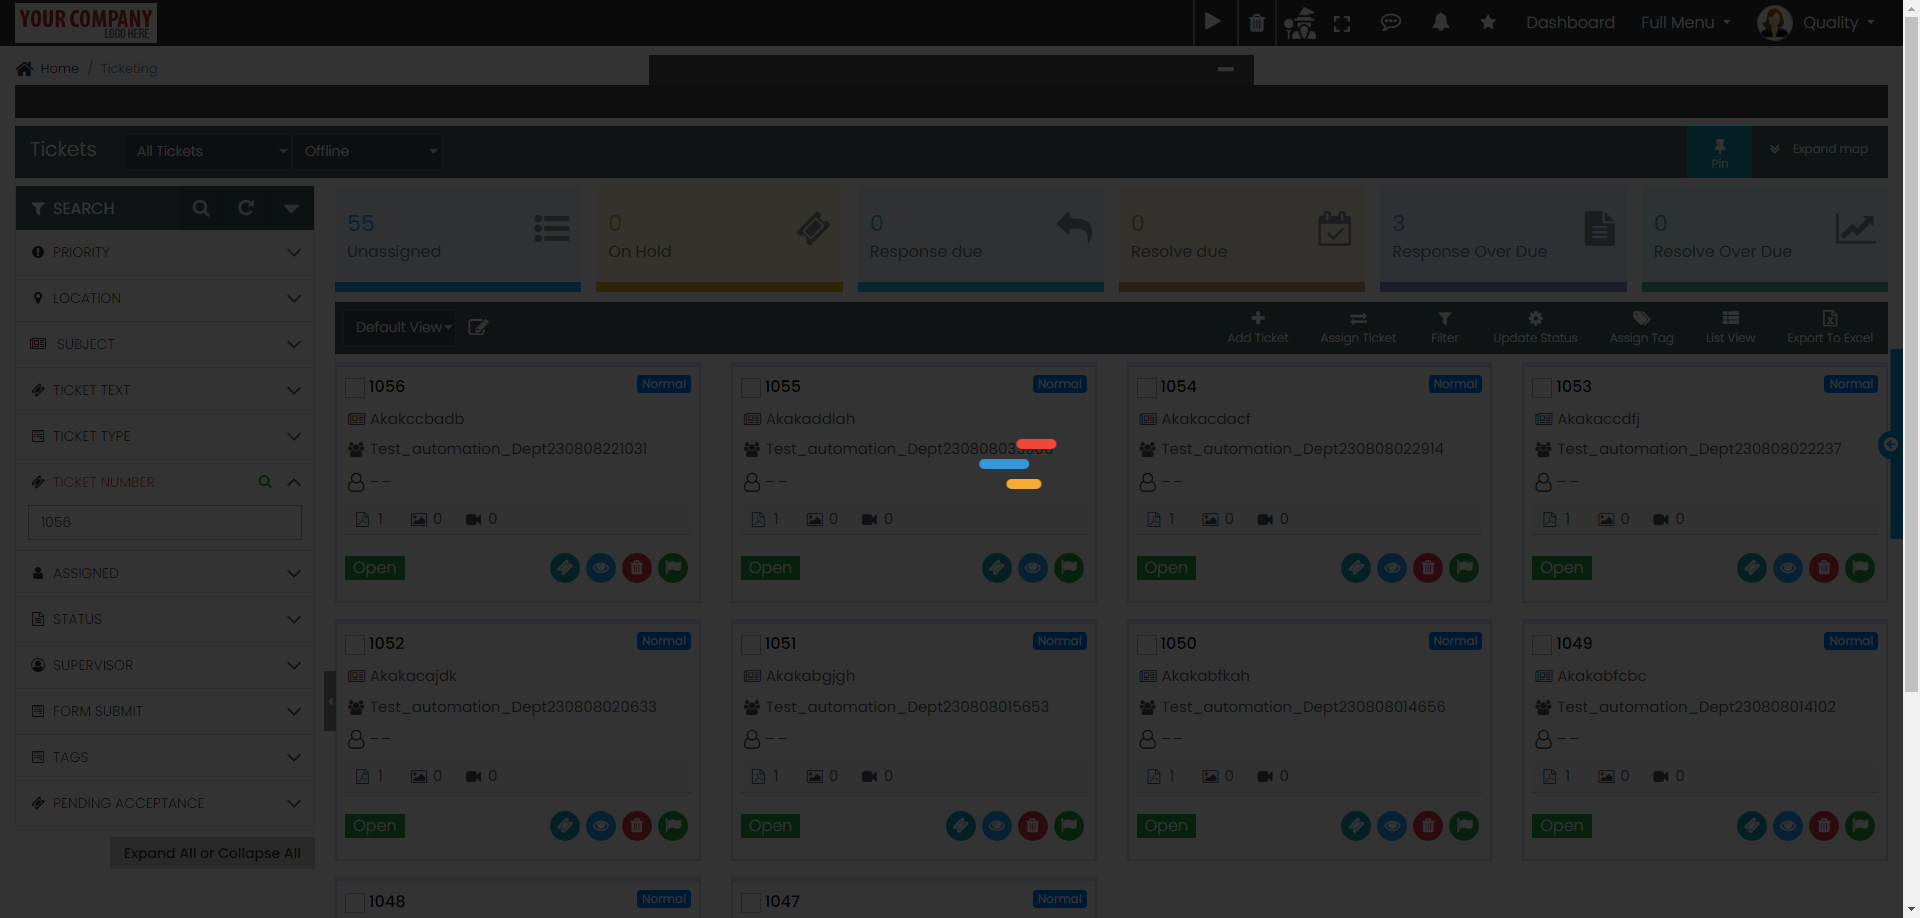 YOUR COMPANY
LOGO HERE
Dashboard
Full Menu
Quality
Home / Ticketing
Tickets
All Tickets
Offline
Pin
Expand map
SEARCH
PRIORITY
LOCATION
SUBJECT
TICKET TEXT
TICKET TYPE
TICKET NUMBER
1056
ASSIGNED
STATUS
SUPERVISOR
FORM SUBMIT
TAGS
PENDING ACCEPTANCE
Expand All or Collapse All
55
Unassigned
0
On Hold
0
Response due
0
Resolve due
3
Response Over Due
0
Resolve Over Due
Default View
Add Ticket
Assign Ticket
Filter
Update Status
Assign Tag
List View
Export To Excel
1056 Normal
Akakccbadb
Test_automation_Dept230808221031
--
1 0 0
Open
1055 Normal
Akakaddlah
--
1 0 0
Open
1054 Normal
Akakacdacf
Test_automation_Dept230808022914
--
1 0 0
Open
1053 Normal
Akakaccdfj
Test_automation_Dept230808022237
--
1 0 0
Open
1052 Normal
Akakacajdk
Test_automation_Dept230808020633
--
1 0 0
Open
1051 Normal
Akakabgjgh
Test_automation_Dept230808015653
--
1 0 0
Open
1050 Normal
Akakabfkah
Test_automation_Dept230808014656
--
1 0 0
Open
1049 Normal
Akakabfcbc
Test_automation_Dept230808014102
--
1 0 0
Open
1048 Normal
1047 Normal